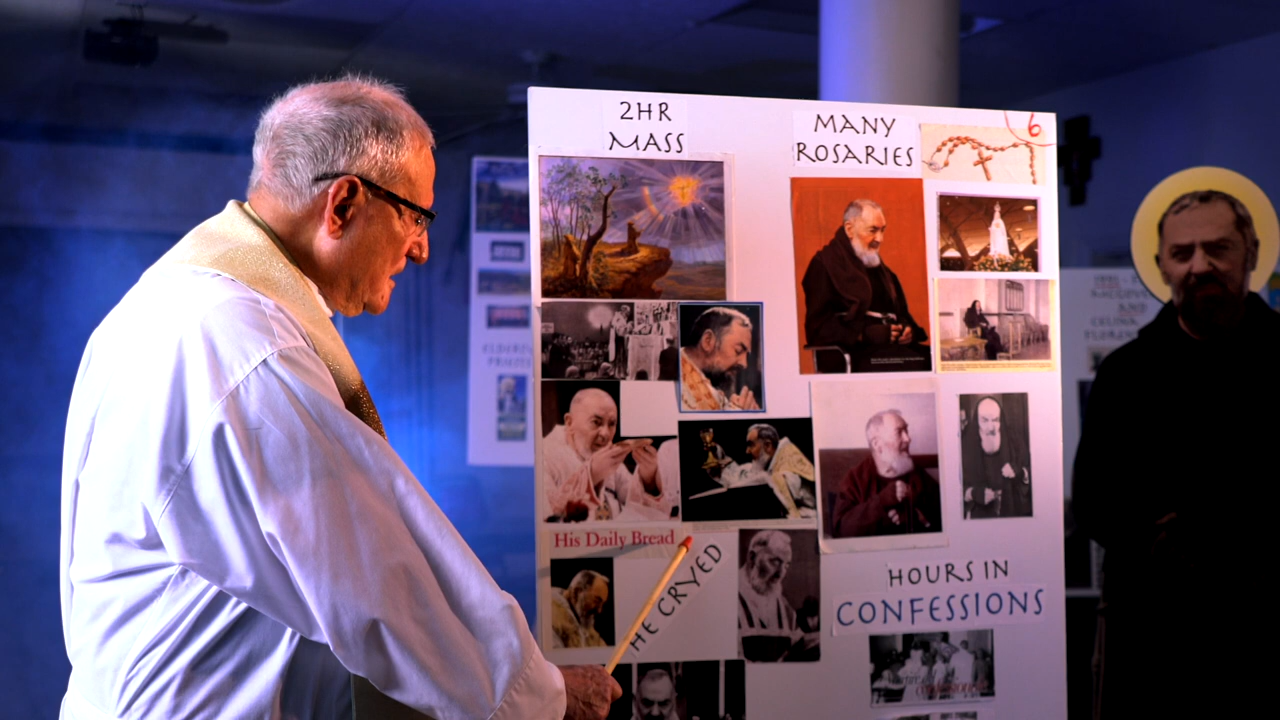 2HR
MASS
MANY
ROSARIES
6
His Daily Bread
HE CRYED
HOURS IN
CONFESSIONS